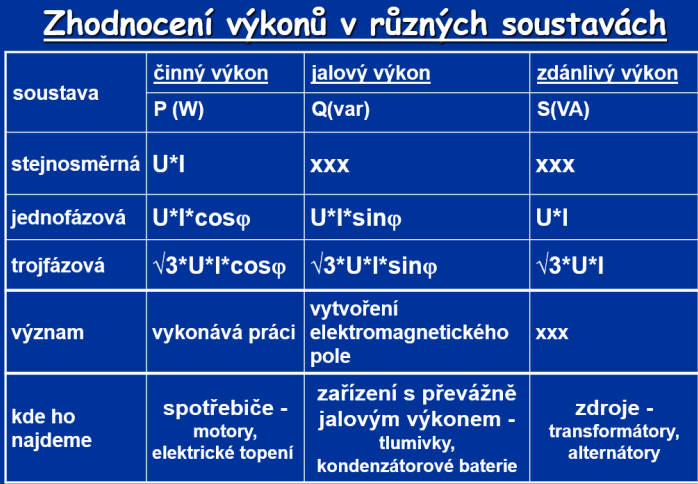 Zhodnocení výkonů v různých soustavách
soustava
činný výkon
jalový výkon
zdánlivý výkon
P (W)
Q(var)
S(VA)
stejnosměrná
U*I
xxx
xxx
jednofázová
U*I*cosφ
U*I*sinφ
U*I
trojfázová
√3*U*I*cosφ
√3*U*I*sinφ
√3*U*I
význam
vykonává práci
vytvoření
elektromagnetického
pole
xxx
kde ho
najdeme
spotřebiče -
motory,
elektrické topení
zařízení s převážně
jalovým výkonem -
tlumivky,
kondenzátorové baterie
zdroje -
transformátory,
alternátory